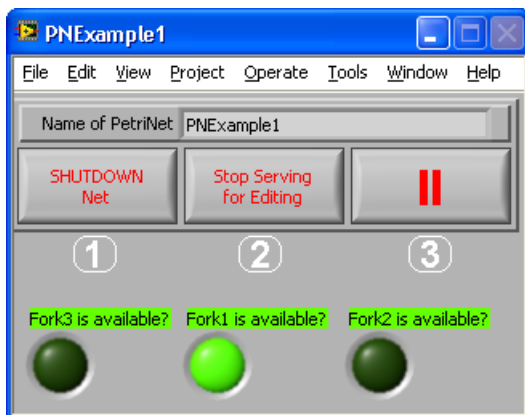 PNExample1
File Edit View Project Operate Tools Window Help
Name of PetriNet PNExample1
SHUTDOWN
Net
Stop Serving
for Editing
1 2 3
Fork3 is available? Fork1 is available? Fork2 is available?